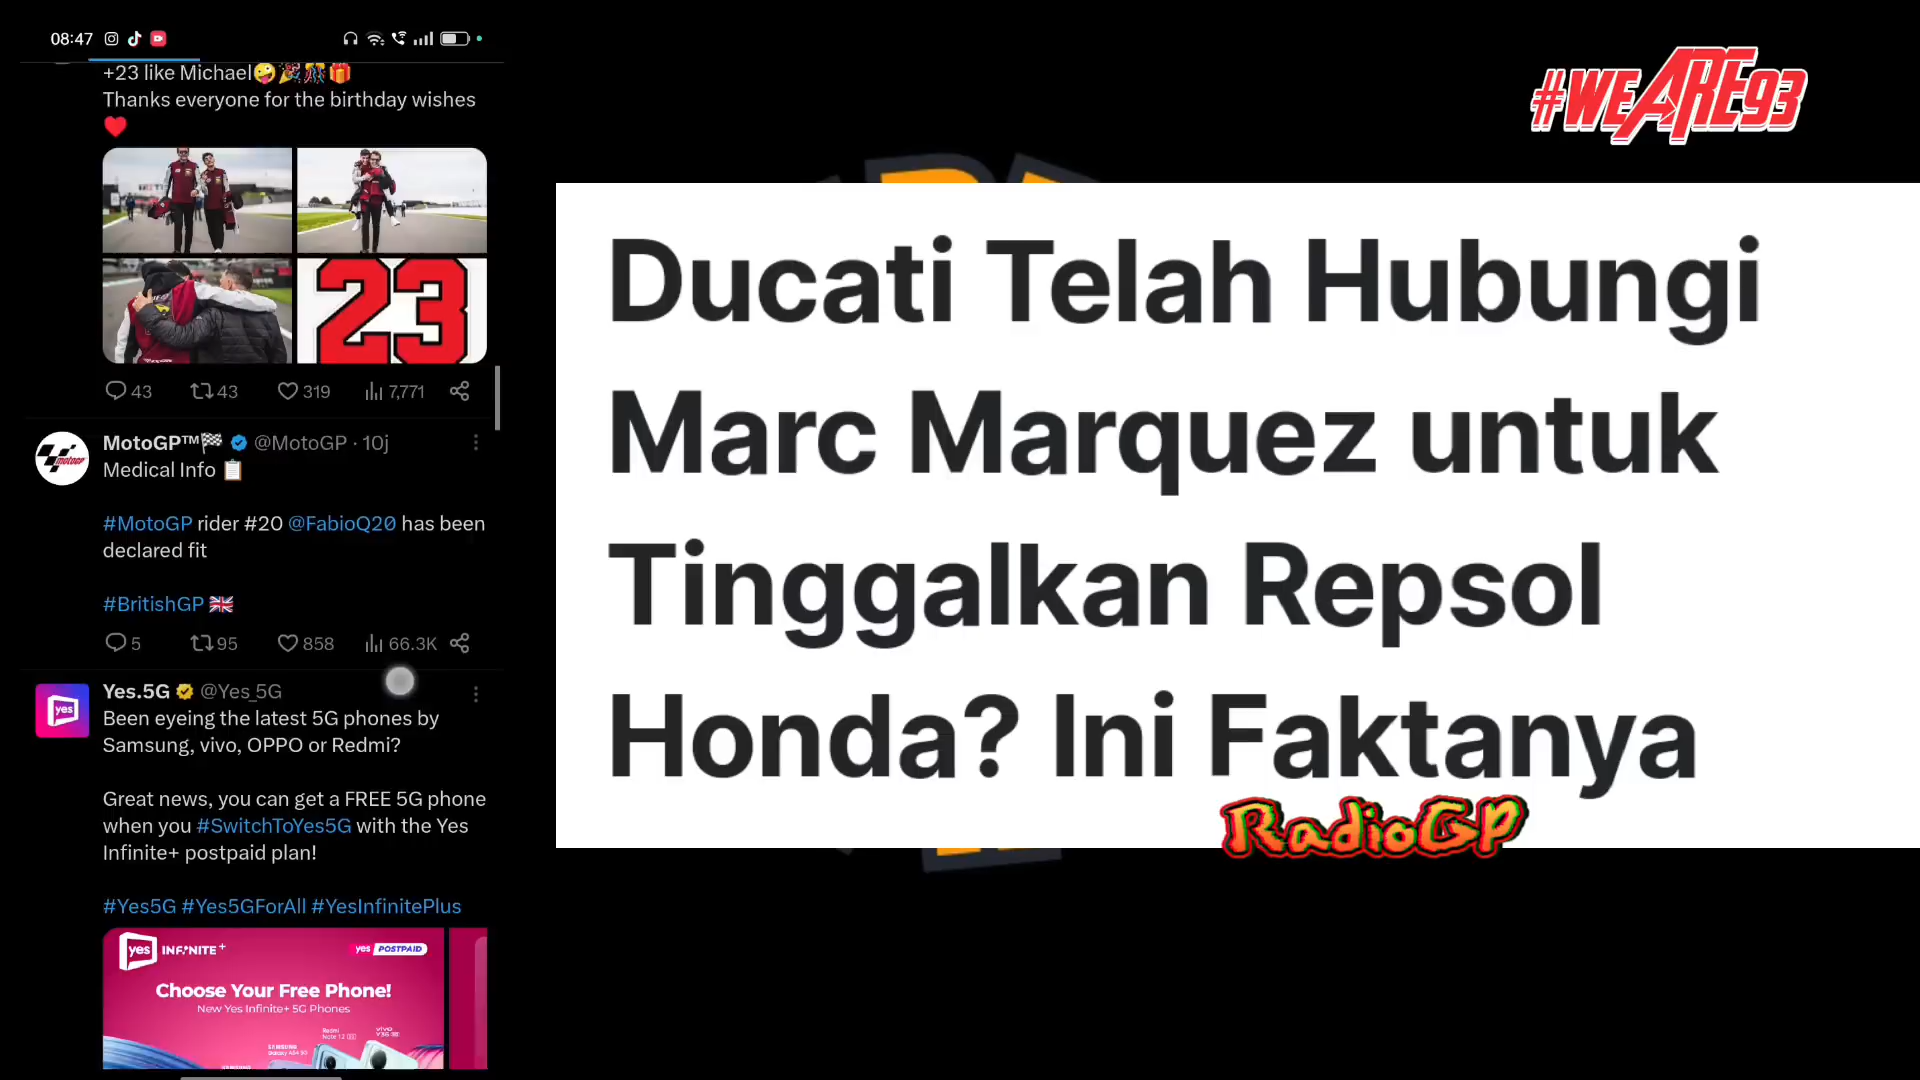 08:47
+23 like Michael🤪🎉🎊🎁
Thanks everyone for the birthday wishes
❤️
23
43 43 319 7,771
MotoGP™🏁 @MotoGP · 10j
Medical Info 📋
#MotoGP rider #20 @FabioQ20 has been
declared fit
#BritishGP 🇬🇧
5 95 858 66.3K
Yes.5G @Yes_5G
Been eyeing the latest 5G phones by
Samsung, vivo, OPPO or Redmi?
Great news, you can get a FREE 5G phone
when you #SwitchToYes5G with the Yes
Infinite+ postpaid plan!
#Yes5G #Yes5GForAll #YesInfinitePlus
yes INFINITE+ yes POSTPAID
Choose Your Free Phone!
New Yes Infinite+ 5G Phones
#WEARE93
Ducati Telah Hubungi
Marc Marquez untuk
Tinggalkan Repsol
Honda? Ini Faktanya
RadioGP